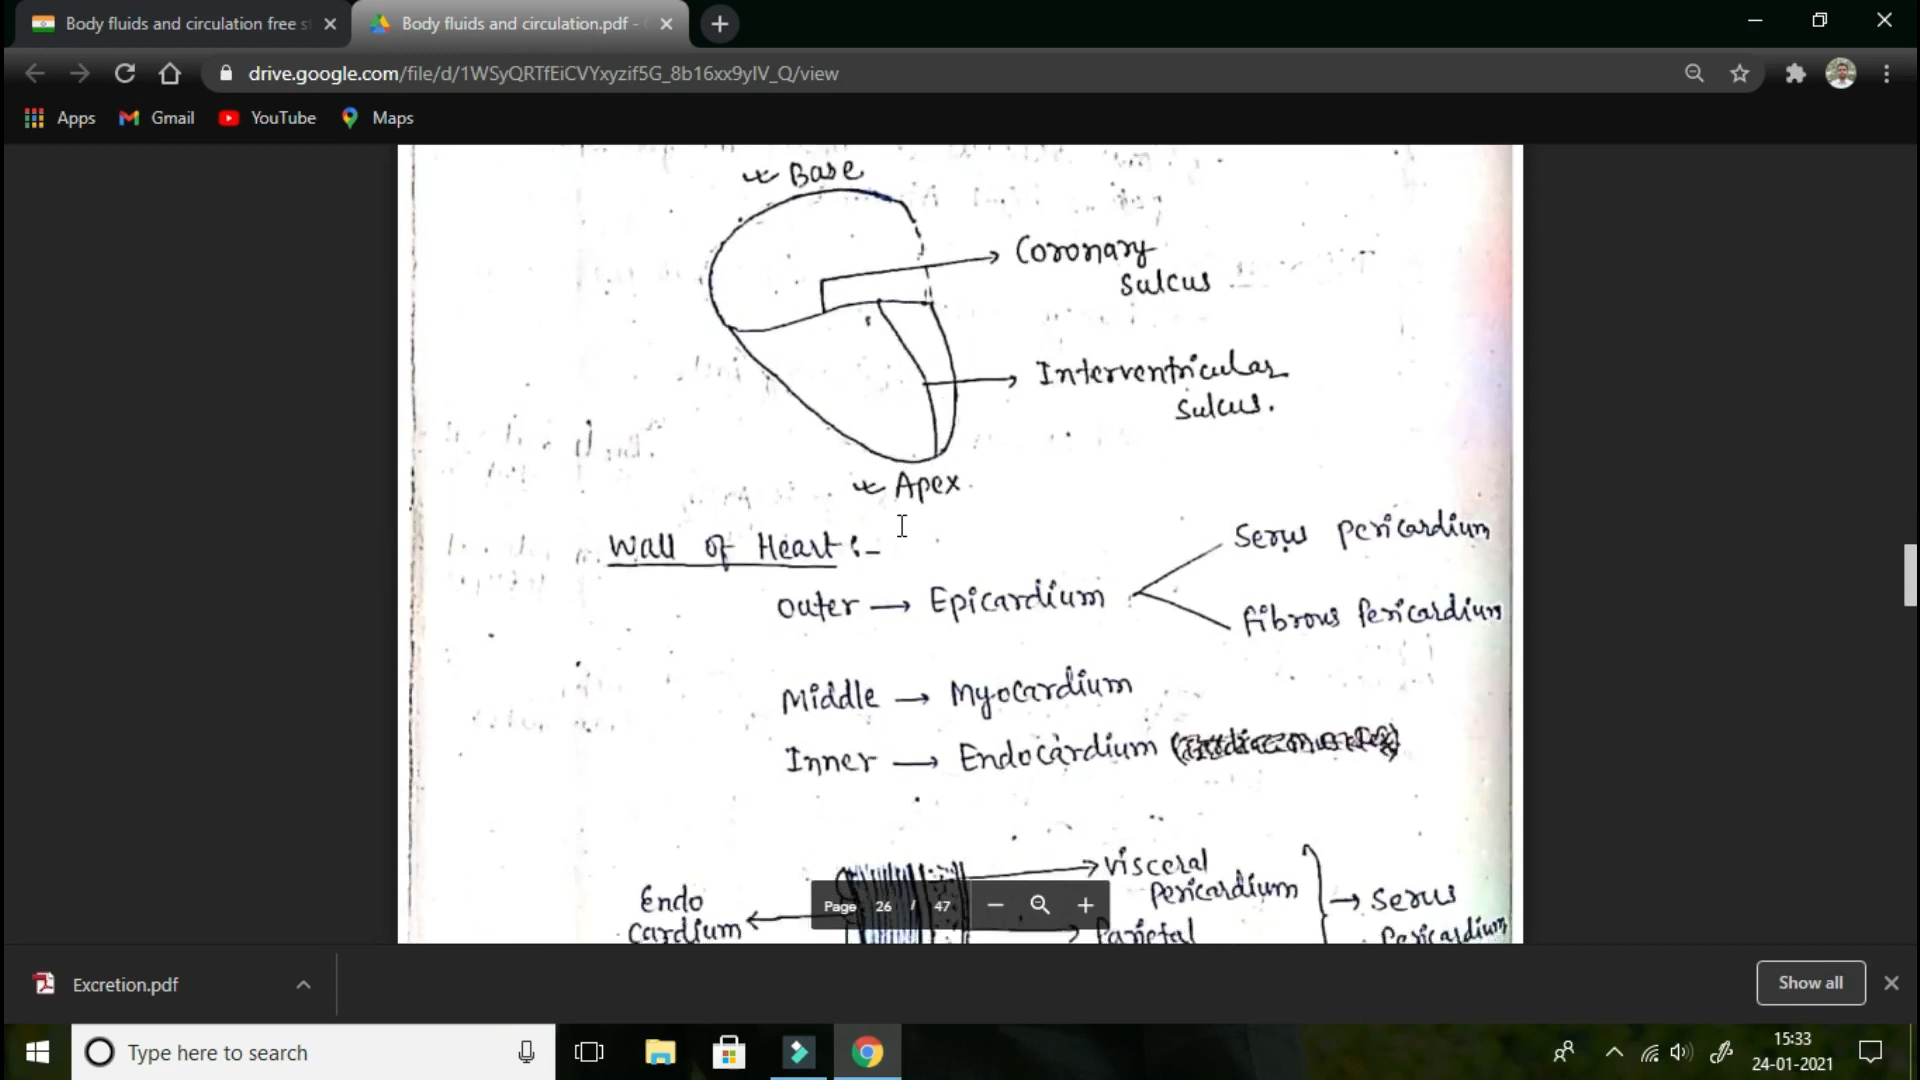 Body fluids and circulation free s
Body fluids and circulation.pdf -
drive.google.com/file/d/1WSyQRTfEiCVYxyzif5G_8b16xx9yIV_Q/view
Apps
Gmail
YouTube
Maps
Base
Coronary
Sulcus
Interventricular
Sulcus.
Apex
Wall of Heart :-
Outer → Epicardium
Serus Pericardium
Fibrous Pericardium
Middle → Myocardium
Inner → Endocardium
Visceral
Pericardium
Endo
cardium
Parietal
→ Serus
Pericardium
Page 26 / 47
Excretion.pdf
Show all
Type here to search
15:33
24-01-2021